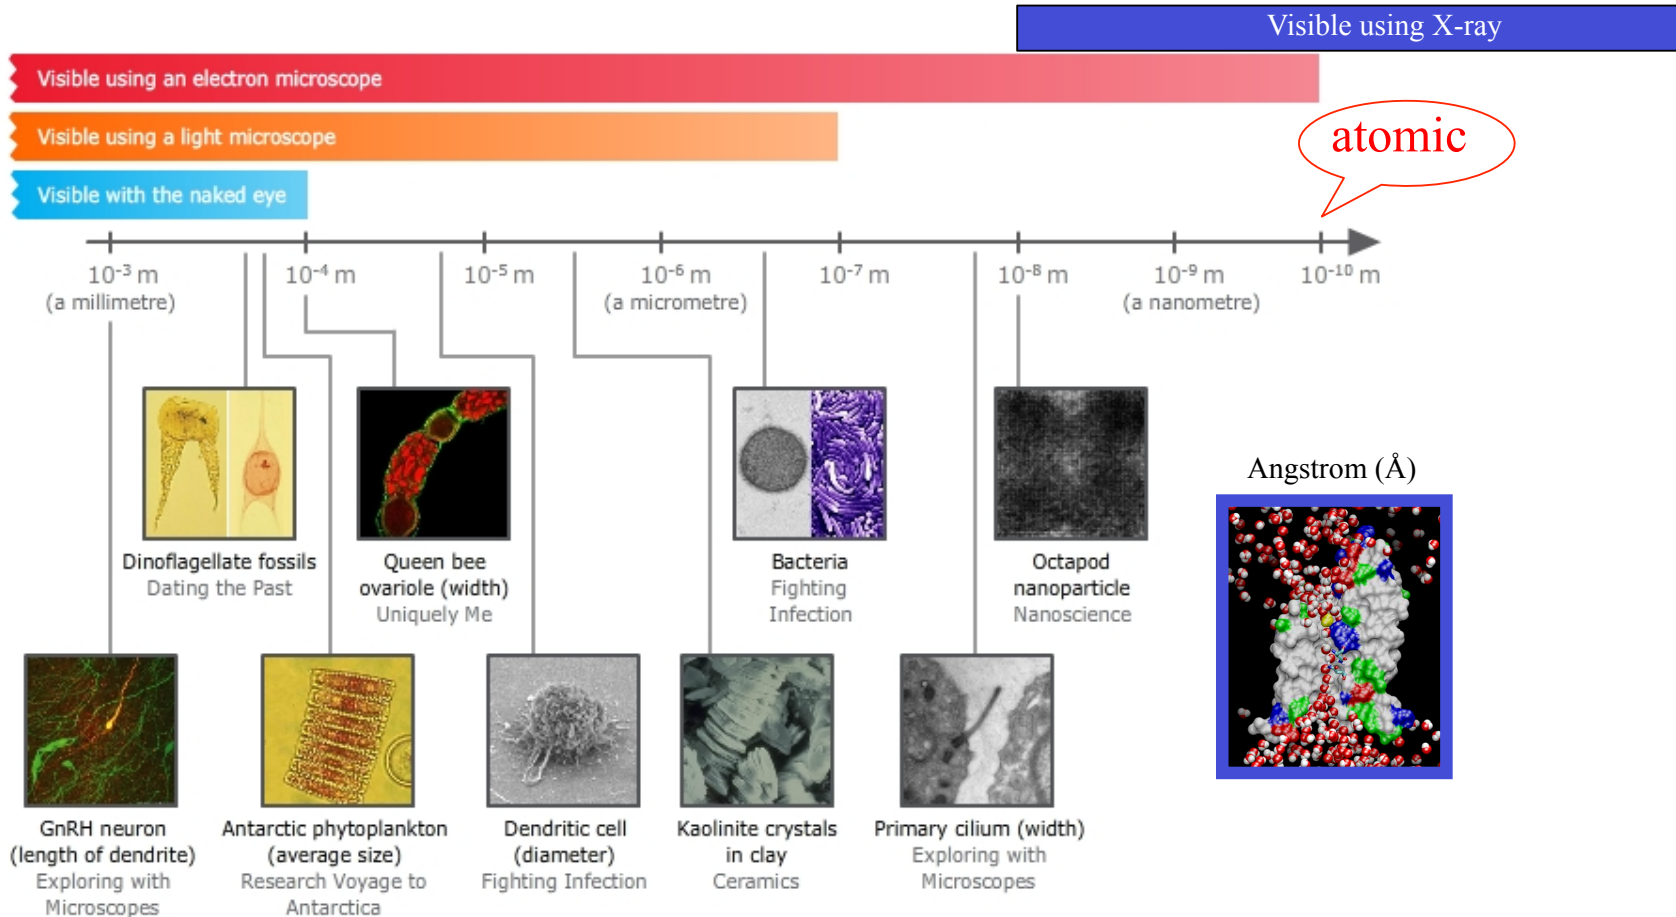 Visible using X-ray
Visible using an electron microscope
Visible using a light microscope
atomic
Visible with the naked eye
10⁻³ m
(a millimetre)
10⁻⁴ m
10⁻⁵ m
10⁻⁶ m
(a micrometre)
10⁻⁷ m
10⁻⁸ m
10⁻⁹ m
(a nanometre)
10⁻¹⁰ m
Dinoflagellate fossils
Dating the Past
Queen bee
ovariole (width)
Uniquely Me
Bacteria
Fighting
Infection
Octapod
nanoparticle
Nanoscience
Angstrom (Å)
GnRH neuron
(length of dendrite)
Exploring with
Microscopes
Antarctic phytoplankton
(average size)
Research Voyage to
Antarctica
Dendritic cell
(diameter)
Fighting Infection
Kaolinite crystals
in clay
Ceramics
Primary cilium (width)
Exploring with
Microscopes